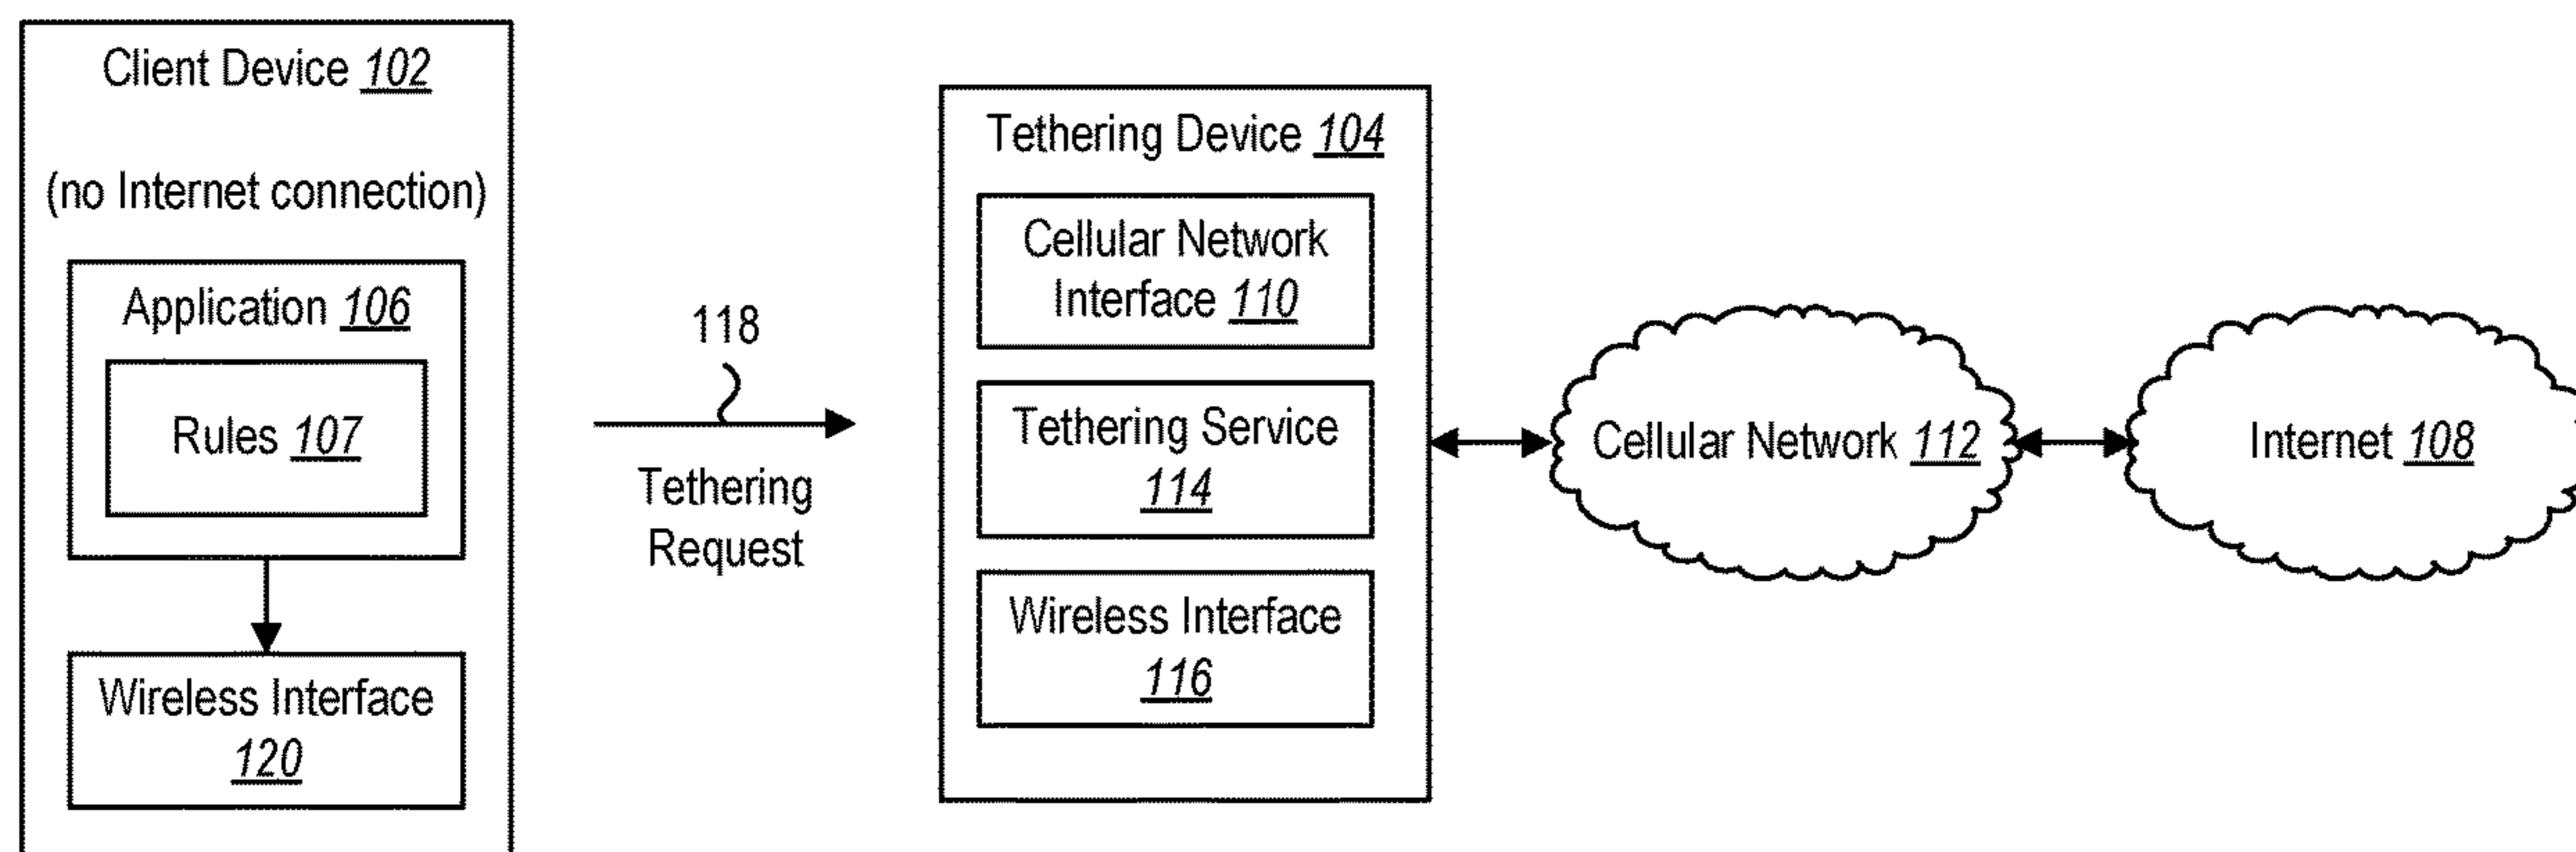 Client Device 102
(no Internet connection)
Application 106
Rules 107
Wireless Interface
120
118
Tethering
Request
Tethering Device 104
Cellular Network
Interface 110
Tethering Service
114
Wireless Interface
116
Cellular Network 112
Internet 108